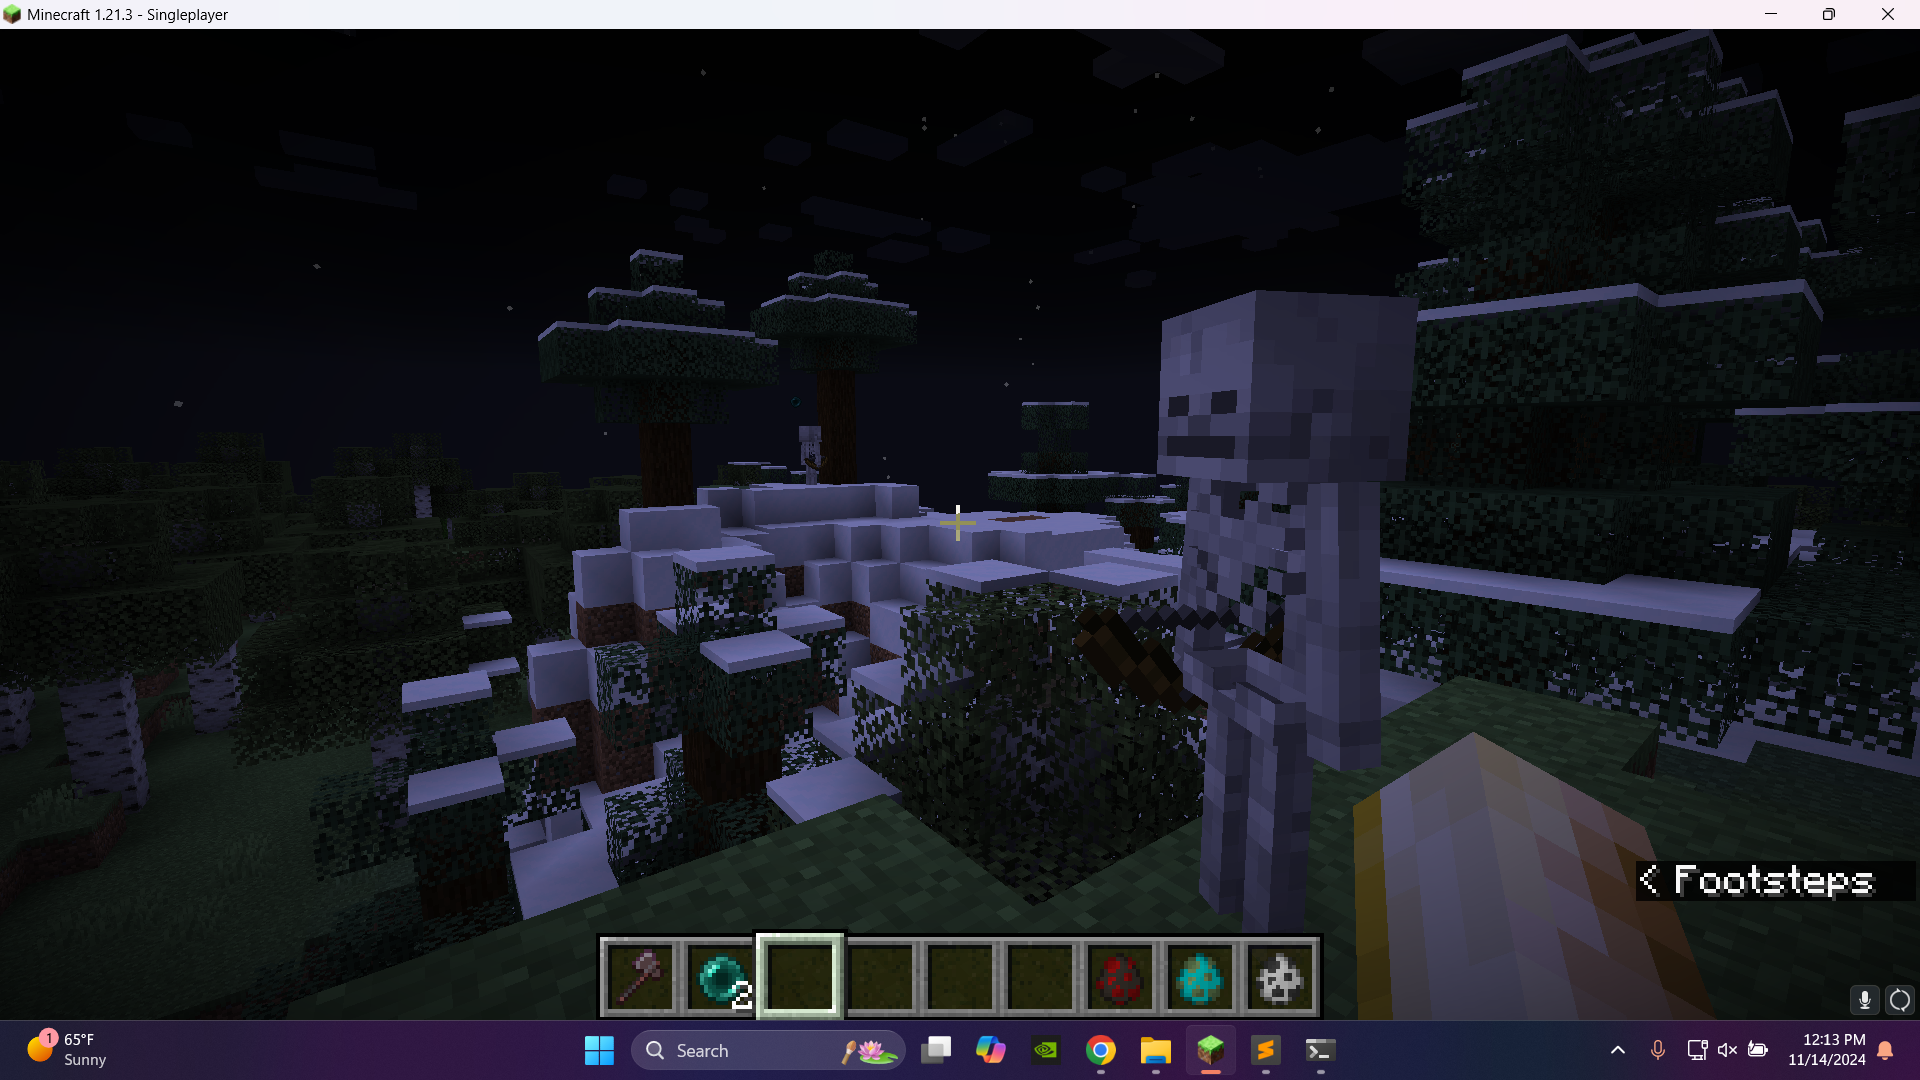 Minecraft 1.21.3 - Singleplayer
< Footsteps
2
1
65°F
Sunny
Search
12:13 PM
11/14/2024